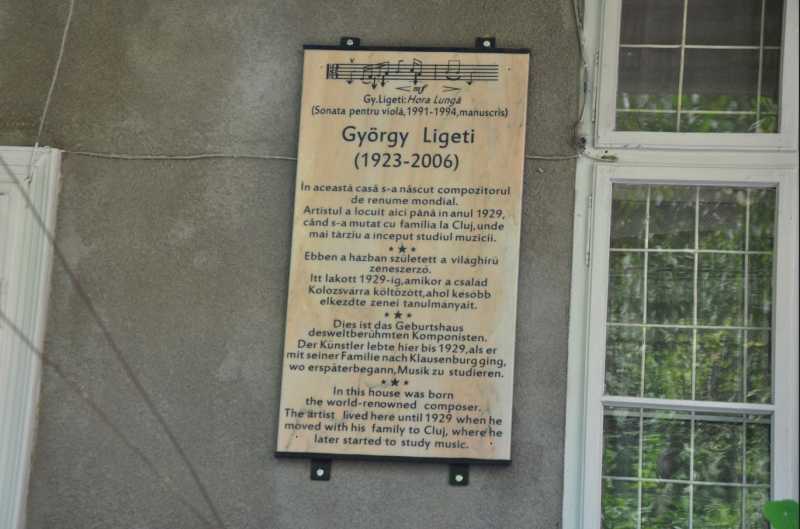 mf
Gy.Ligeti:Hora Lungă
(Sonata pentru violă,1991-1994,manuscris)
György Ligeti
(1923-2006)
În această casă s-a născut compozitorul
de renume mondial.
Artistul a locuit aici până in anul 1929,
când s-a mutat cu familia la Cluj,unde
mai târziu a inceput studiul muzicii.
Ebben a házban született a világhírű
zeneszerző.
Itt lakott 1929-ig,amikor a család
Kolozsvárra költözött,ahol később
elkezdte zenei tanulmányait.
Dies ist das Geburtshaus
desweltberühmten Komponisten.
Der Künstler lebte hier bis 1929,als er
mit seiner Familie nach Klausenburg ging,
wo erspäterbegann,Musik zu studieren.
In this house was born
the world-renowned composer.
The artist lived here until 1929 when he
moved with his family to Cluj, where he
later started to study music.